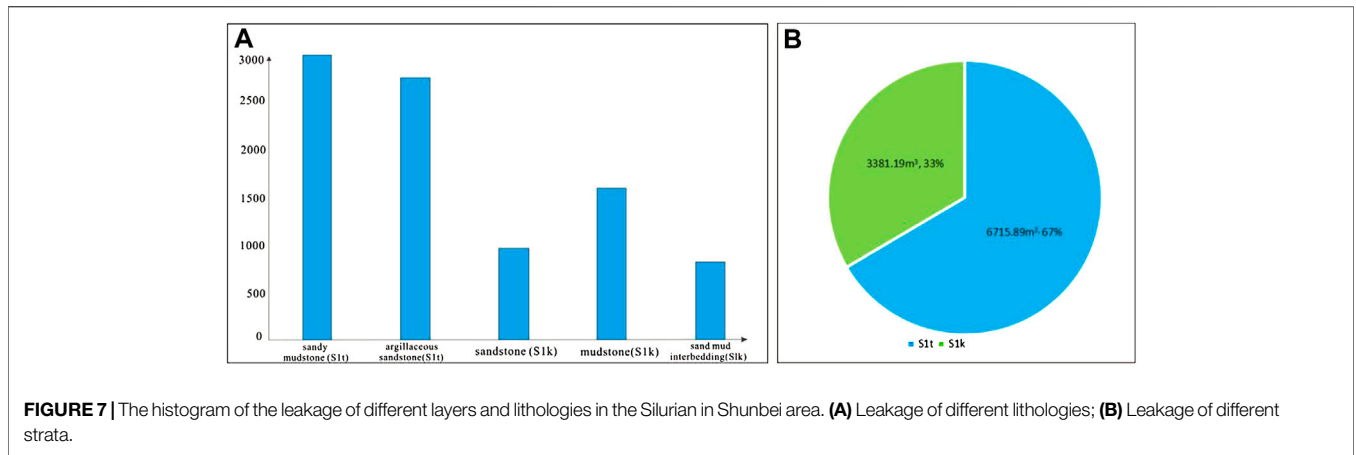 A
3000
2500
2000
1500
1000
500
0
sandy
mudstone (S1t)
argillaceous
sandstone(S1t)
sandstone (S1k)
mudstone(S1k)
sand mud
interbedding(Slk)
B
3381.19m³, 33%
6715.89m³, 67%
S1t S1k
FIGURE 7 | The histogram of the leakage of different layers and lithologies in the Silurian in Shunbei area. (A) Leakage of different lithologies; (B) Leakage of different
strata.